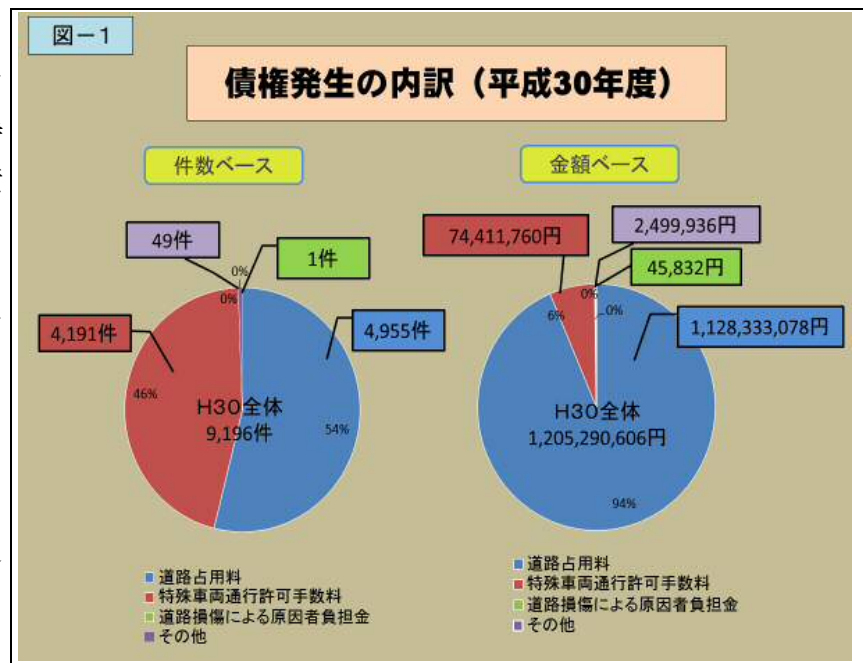 図－1
債権発生の内訳（平成30年度）
件数ベース
49件
1件
0%
0%
4,191件
4,955件
46%
54%
H30全体
9,196件
道路占用料
特殊車両通行許可手数料
道路損傷による原因者負担金
その他
金額ベース
74,411,760円
2,499,936円
45,832円
0%
0%
6%
1,128,333,078円
H30全体
1,205,290,606円
94%
道路占用料
特殊車両通行許可手数料
道路損傷による原因者負担金
その他